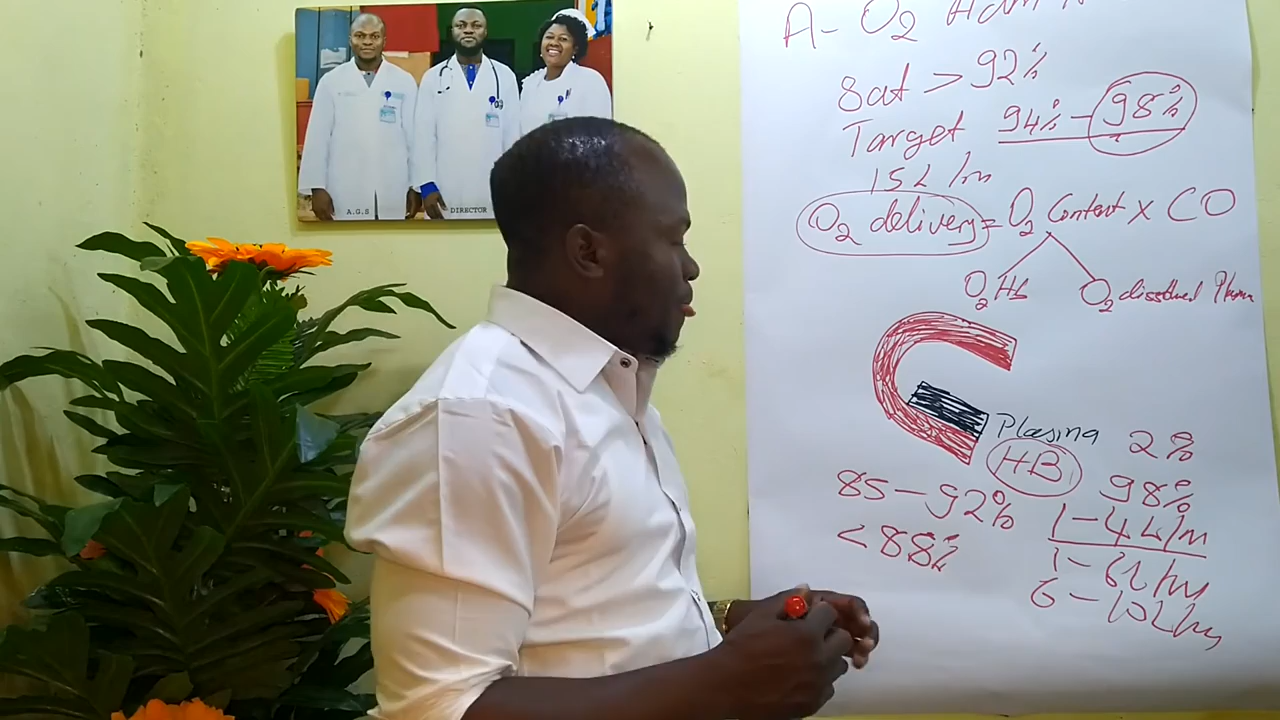 A.G.S
DIRECTOR
A- O2
Sat > 92%
Target 94% - 98%
15L/m
O2 delivery = O2 Content x CO
O2 Hb
O2 dissolved Plasma
Plasma 2%
HB 98%
85 - 92%
1-4L/m
<88%
1-6L/m
6-10L/m